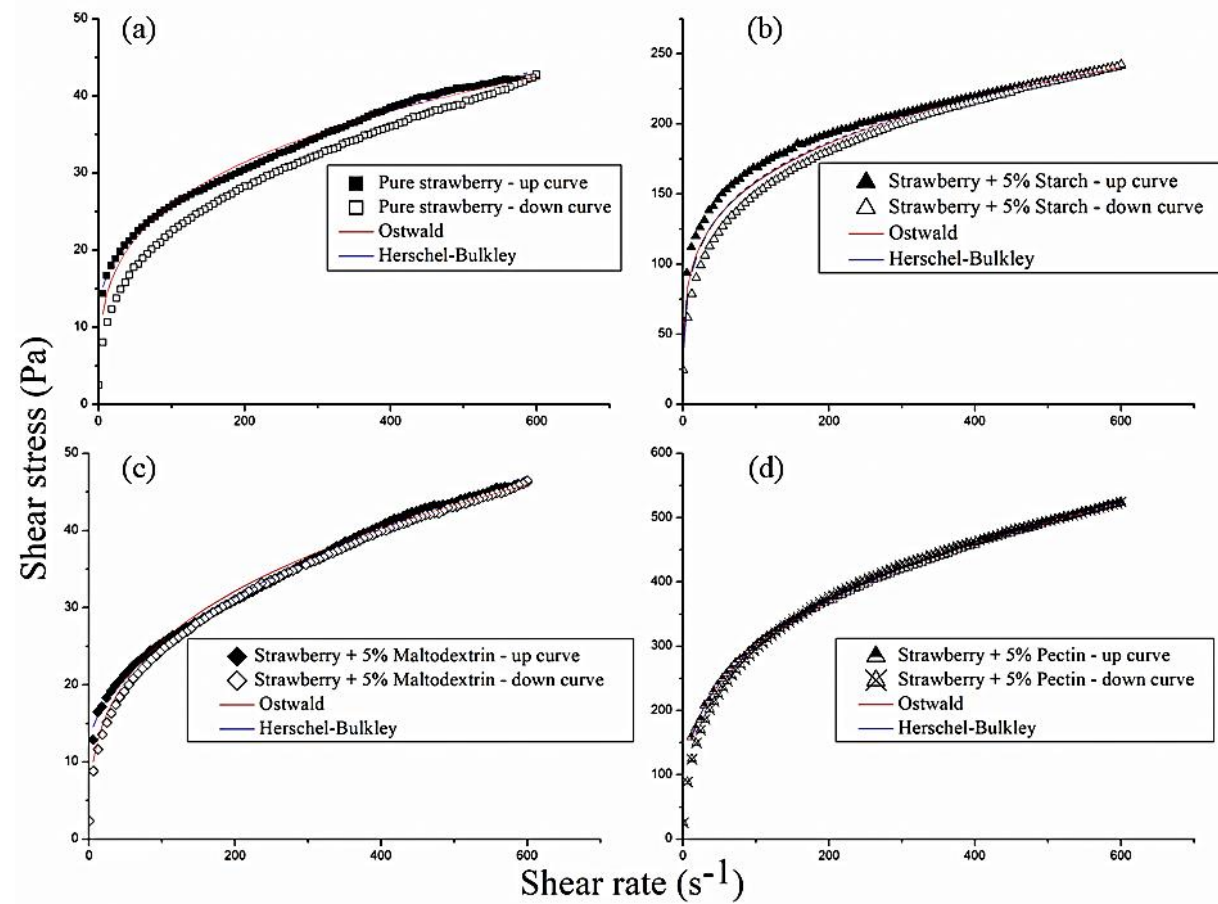 (a)
50
40
30
20
10
0
0
200
400
600
Pure strawberry - up curve
Pure strawberry - down curve
Ostwald
Herschel-Bulkley
(b)
250
200
150
100
50
0
0
200
400
600
Strawberry + 5% Starch - up curve
Strawberry + 5% Starch - down curve
Ostwald
Herschel-Bulkley
(c)
50
40
30
20
10
0
0
200
400
600
Strawberry + 5% Maltodextrin - up curve
Strawberry + 5% Maltodextrin - down curve
Ostwald
Herschel-Bulkley
(d)
600
500
400
300
200
100
0
0
200
400
600
Strawberry + 5% Pectin - up curve
Strawberry + 5% Pectin - down curve
Ostwald
Herschel-Bulkley
Shear stress (Pa)
Shear rate (s⁻¹)